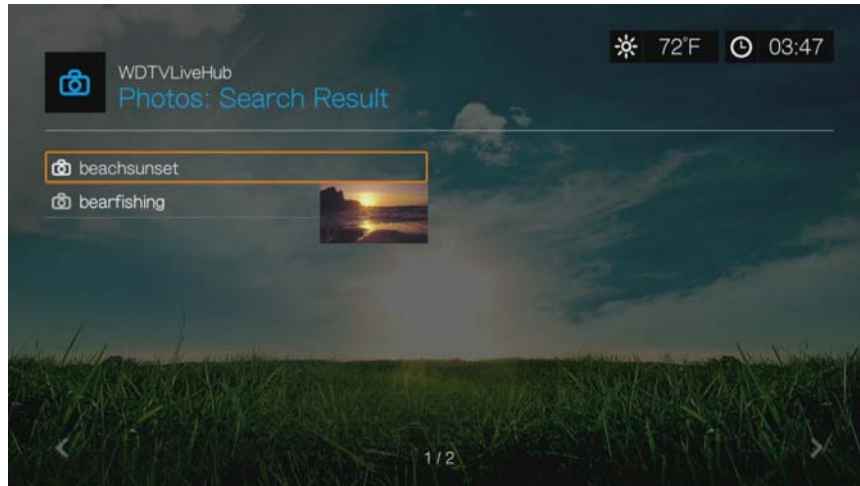 72°F
03:47
WDTVLiveHub
Photos: Search Result
beachsunset
bearfishing
1 / 2